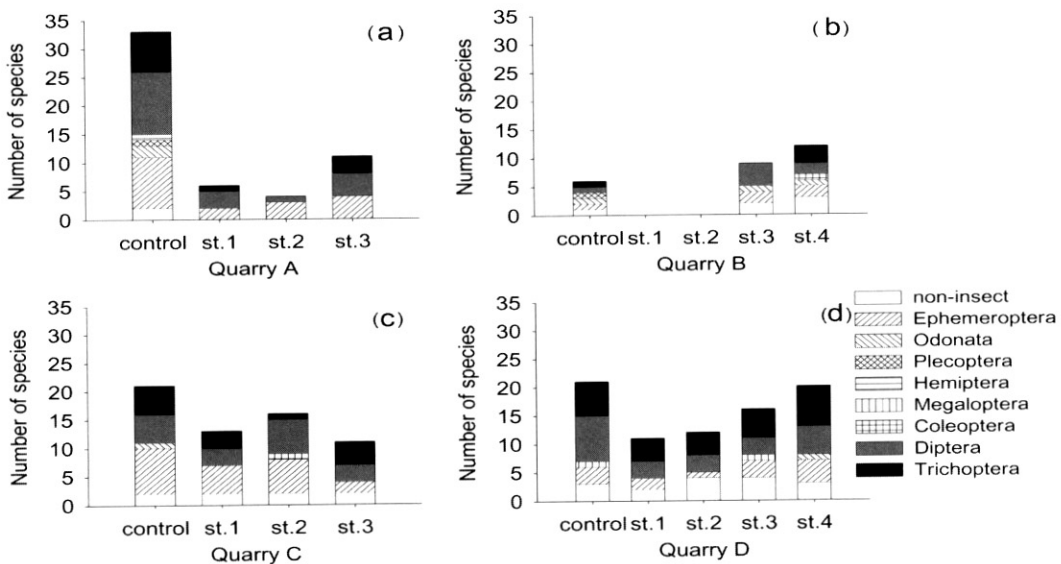 (a)
Number of species
35
30
25
20
15
10
5
0
control st.1 st.2 st.3
Quarry A
(b)
Number of species
35
30
25
20
15
10
5
0
control st.1 st.2 st.3 st.4
Quarry B
(c)
Number of species
35
30
25
20
15
10
5
0
control st.1 st.2 st.3
Quarry C
(d)
Number of species
35
30
25
20
15
10
5
0
control st.1 st.2 st.3 st.4
Quarry D
non-insect
Ephemeroptera
Odonata
Plecoptera
Hemiptera
Megaloptera
Coleoptera
Diptera
Trichoptera